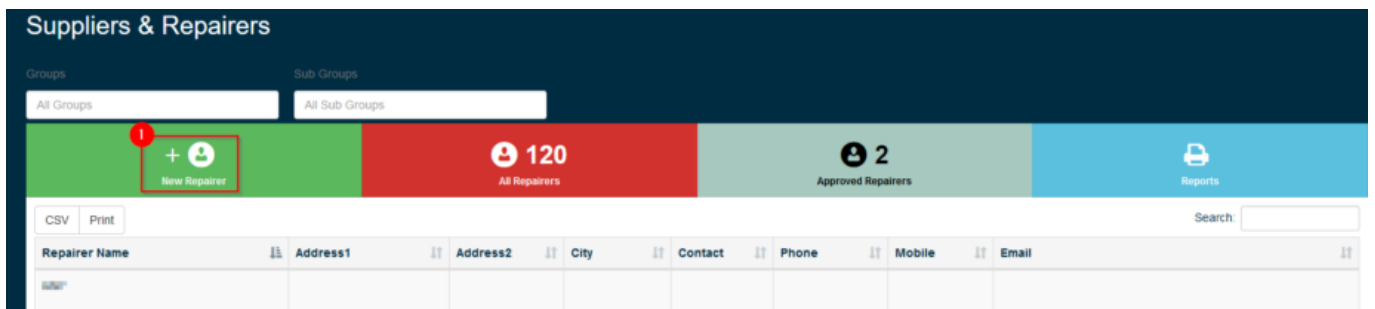 Suppliers & Repairers
Groups
Sub Groups
All Groups
All Sub Groups
1
+
New Repairer
120
All Repairers
2
Approved Repairers
Reports
CSV Print
Search:
Repairer Name Address1 Address2 City Contact Phone Mobile Email